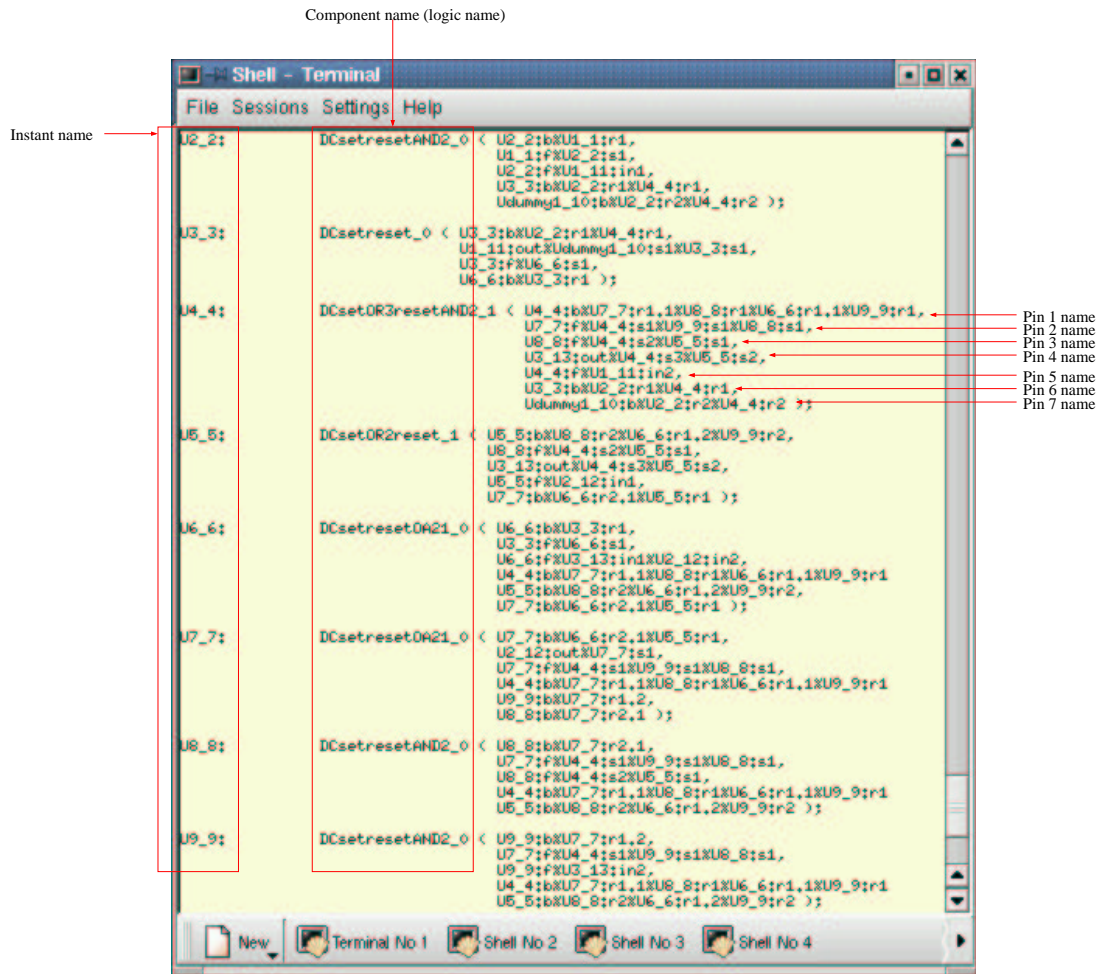 Component name (logic name)
Shell - Terminal
File Sessions Settings Help
Instant name
U2_2: DCsetresetAND2_0 ( U2_2:b%U1_1:r1,
U1_1:f%U2_2:s1,
U2_2:f%U1_11:in1,
U3_3:b%U2_2:r1%U4_4:r1,
Udummy1_10:b%U2_2:r2%U4_4:r2 );
U3_3: DCsetreset_0 ( U3_3:b%U2_2:r1%U4_4:r1,
U1_11:out%Udummy1_10:s1%U3_3:s1,
U3_3:f%U6_6:s1,
U6_6:b%U3_3:r1 );
U4_4: DCsetOR3resetAND2_1 ( U4_4:b%U7_7:r1.1%U8_8:r1%U6_6:r1.1%U9_9:r1,
Pin 1 name
U7_7:f%U4_4:s1%U9_9:s1%U8_8:s1,
Pin 2 name
U8_8:f%U4_4:s2%U5_5:s1,
Pin 3 name
U3_13:out%U4_4:s3%U5_5:s2,
Pin 4 name
U4_4:f%U1_11:in2,
Pin 5 name
U3_3:b%U2_2:r1%U4_4:r1,
Pin 6 name
Udummy1_10:b%U2_2:r2%U4_4:r2 );
Pin 7 name
U5_5: DCsetOR2reset_1 ( U5_5:b%U8_8:r2%U6_6:r1.2%U9_9:r2,
U8_8:f%U4_4:s2%U5_5:s1,
U3_13:out%U4_4:s3%U5_5:s2,
U5_5:f%U2_12:in1,
U7_7:b%U6_6:r2.1%U5_5:r1 );
U6_6: DCsetresetOA21_0 ( U6_6:b%U3_3:r1,
U3_3:f%U6_6:s1,
U6_6:f%U3_13:in1%U2_12:in2,
U4_4:b%U7_7:r1.1%U8_8:r1%U6_6:r1.1%U9_9:r1
U5_5:b%U8_8:r2%U6_6:r1.2%U9_9:r2,
U7_7:b%U6_6:r2.1%U5_5:r1 );
U7_7: DCsetresetOA21_0 ( U7_7:b%U6_6:r2.1%U5_5:r1,
U2_12:out%U7_7:s1,
U7_7:f%U4_4:s1%U9_9:s1%U8_8:s1,
U4_4:b%U7_7:r1.1%U8_8:r1%U6_6:r1.1%U9_9:r1
U9_9:b%U7_7:r1.2,
U8_8:b%U7_7:r2.1 );
U8_8: DCsetresetAND2_0 ( U8_8:b%U7_7:r2.1,
U7_7:f%U4_4:s1%U9_9:s1%U8_8:s1,
U8_8:f%U4_4:s2%U5_5:s1,
U4_4:b%U7_7:r1.1%U8_8:r1%U6_6:r1.1%U9_9:r1
U5_5:b%U8_8:r2%U6_6:r1.2%U9_9:r2 );
U9_9: DCsetresetAND2_0 ( U9_9:b%U7_7:r1.2,
U7_7:f%U4_4:s1%U9_9:s1%U8_8:s1,
U9_9:f%U3_13:in2,
U4_4:b%U7_7:r1.1%U8_8:r1%U6_6:r1.1%U9_9:r1
U5_5:b%U8_8:r2%U6_6:r1.2%U9_9:r2 );
New Terminal No 1 Shell No 2 Shell No 3 Shell No 4